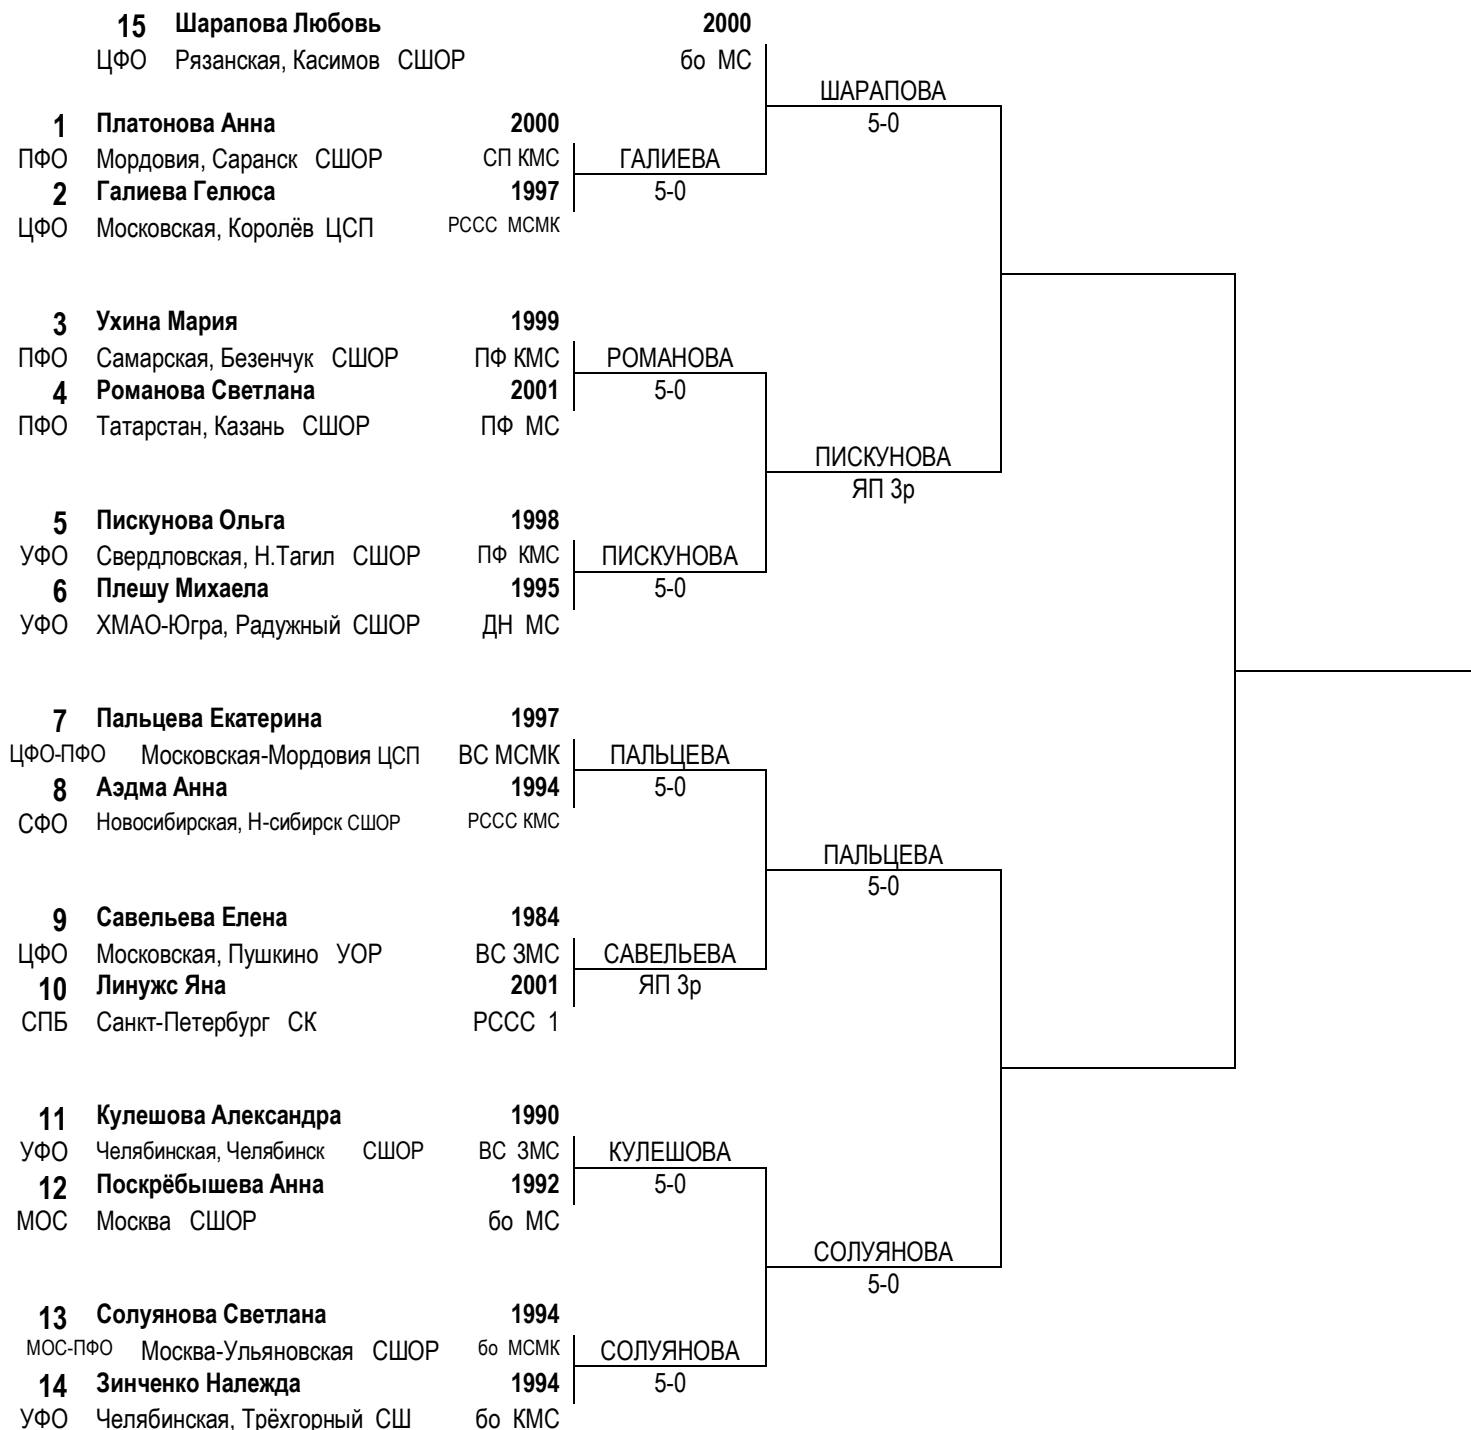 15 Шарапова Любовь 2000
ЦФО Рязанская, Касимов СШОР бо МС
ШАРАПОВА
5-0
1 Платонова Анна 2000
ПФО Мордовия, Саранск СШОР СП КМС
ГАЛИЕВА
2 Галиева Гелюса 1997
5-0
ЦФО Московская, Королёв ЦСП РССС МСМК
3 Ухина Мария 1999
ПФО Самарская, Безенчук СШОР ПФ КМС
РОМАНОВА
4 Романова Светлана 2001
5-0
ПФО Татарстан, Казань СШОР ПФ МС
ПИСКУНОВА
ЯП 3р
5 Пискунова Ольга 1998
УФО Свердловская, Н.Тагил СШОР ПФ КМС
ПИСКУНОВА
6 Плешу Михаела 1995
5-0
УФО ХМАО-Югра, Радужный СШОР ДН МС
7 Пальцева Екатерина 1997
ЦФО-ПФО Московская-Мордовия ЦСП ВС МСМК
ПАЛЬЦЕВА
8 Аэдма Анна 1994
5-0
СФО Новосибирская, Н-сибирск СШОР РССС КМС
ПАЛЬЦЕВА
5-0
9 Савельева Елена 1984
ЦФО Московская, Пушкино УОР ВС ЗМС
САВЕЛЬЕВА
10 Линужс Яна 2001
ЯП 3р
СПБ Санкт-Петербург СК РССС 1
11 Кулешова Александра 1990
УФО Челябинская, Челябинск СШОР ВС ЗМС
КУЛЕШОВА
12 Поскрёбышева Анна 1992
5-0
МОС Москва СШОР бо МС
СОЛУЯНОВА
5-0
13 Солуянова Светлана 1994
МОС-ПФО Москва-Ульяновская СШОР бо МСМК
СОЛУЯНОВА
14 Зинченко Належда 1994
5-0
УФО Челябинская, Трёхгорный СШ бо КМС